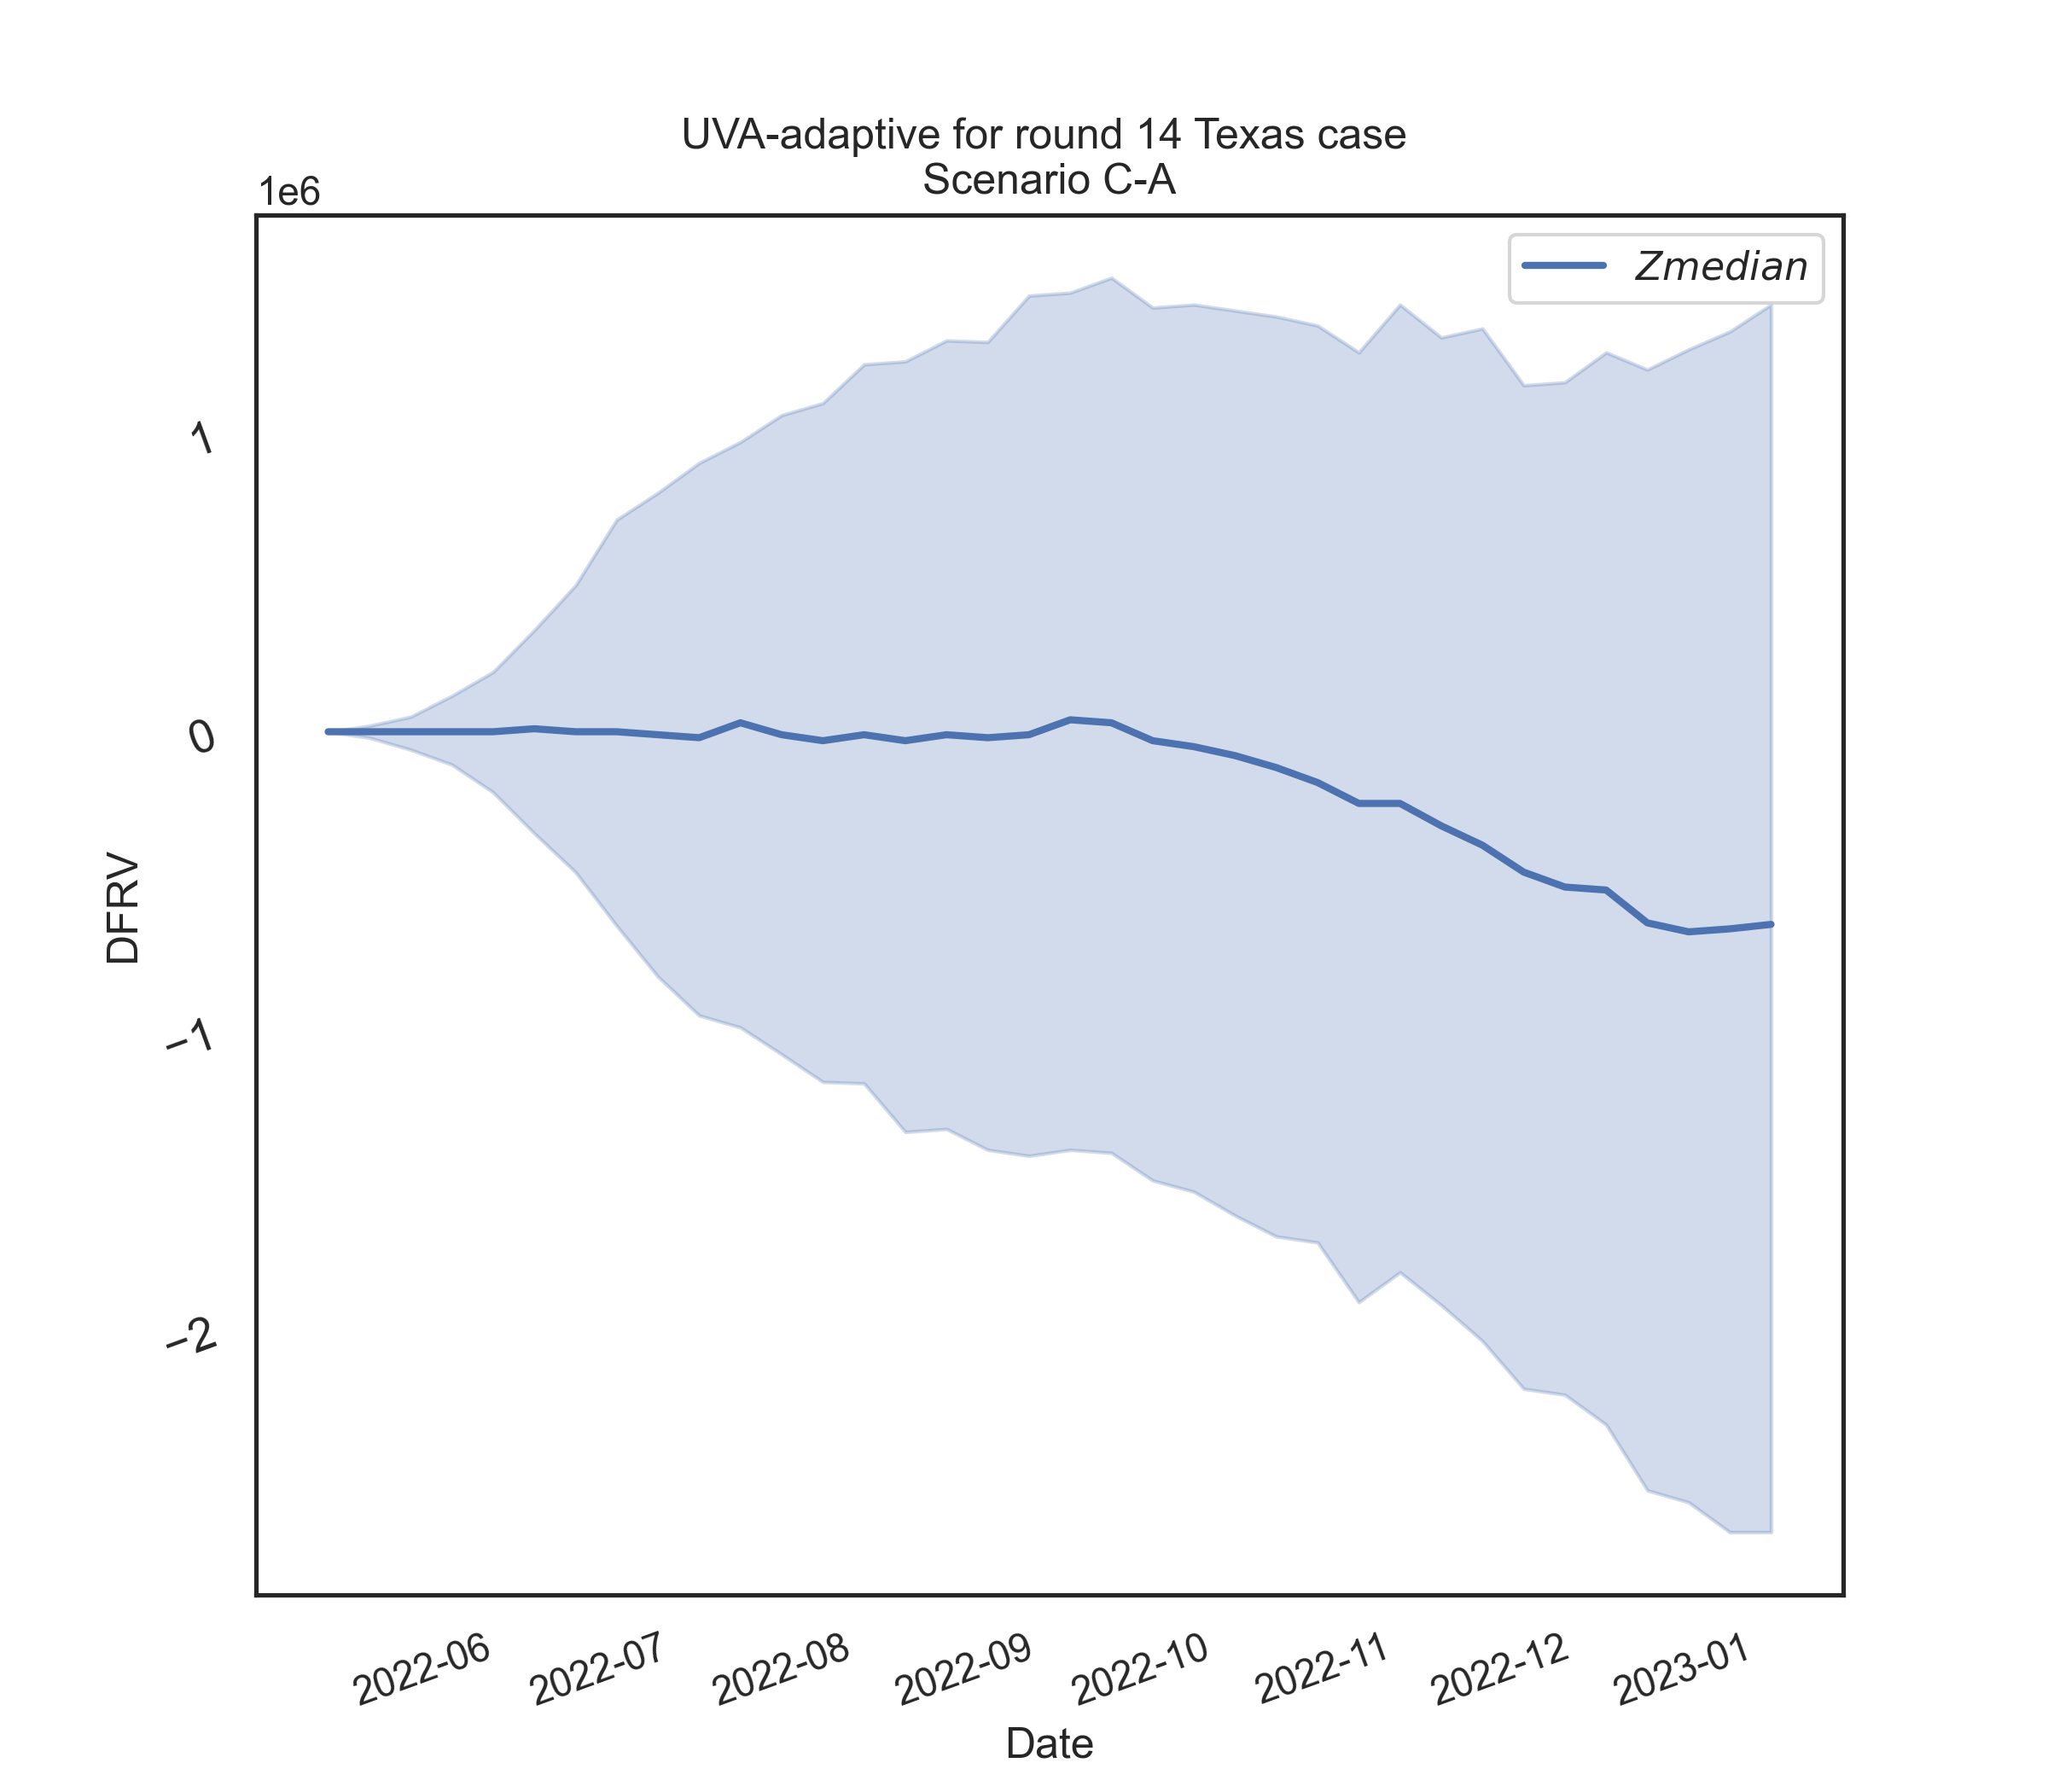 UVA-adaptive for round 14 Texas case
Scenario C-A
1e6
Zmedian
1
0
−1
−2
DFRV
2022-06
2022-07
2022-08
2022-09
2022-10
2022-11
2022-12
2023-01
Date